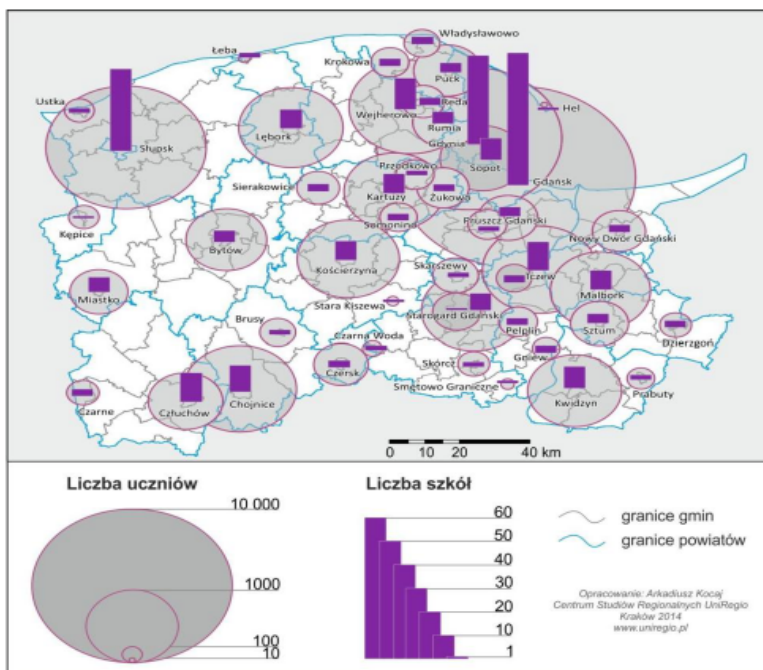 Władysławowo
Łeba
Krokowa
Puck
Ustka
Reda
Hel
Wejherowo
Rumia
Lębork
Gdynia
Słupsk
Sopot
Przodkowo
Gdańsk
Sierakowice
Kartuzy
Żukowo
Somonino
Pruszcz Gdański
Kępice
Nowy Dwór Gdański
Bytów
Kościerzyna
Skarszewy
Tczew
Miastko
Malbork
Stara Kiszewa
Starogard Gdański
Brusy
Pelplin
Sztum
Czarna Woda
Dzierzgoń
Gniew
Skórcz
Czersk
Smętowo Graniczne
Prabuty
Czarne
Człuchów
Chojnice
Kwidzyn
0 5 10 20 40 km
Liczba uczniów
10 000
1000
100
10
Liczba szkół
60
50
40
30
20
10
1
granice gmin
granice powiatów
Opracowanie: Arkadiusz Kocaj
Centrum Studiów Regionalnych UniRegio
Kraków 2014
www.uniregio.pl